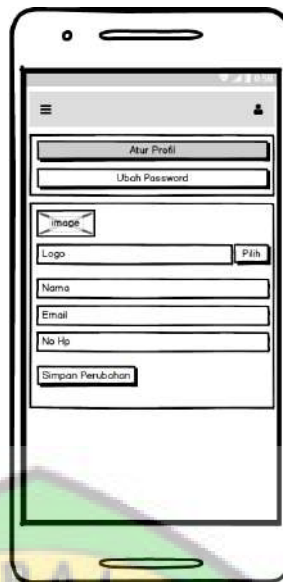 Atur Profil
Ubah Password
image
Logo Pilih
Nama
Email
No Hp
Simpan Perubahan